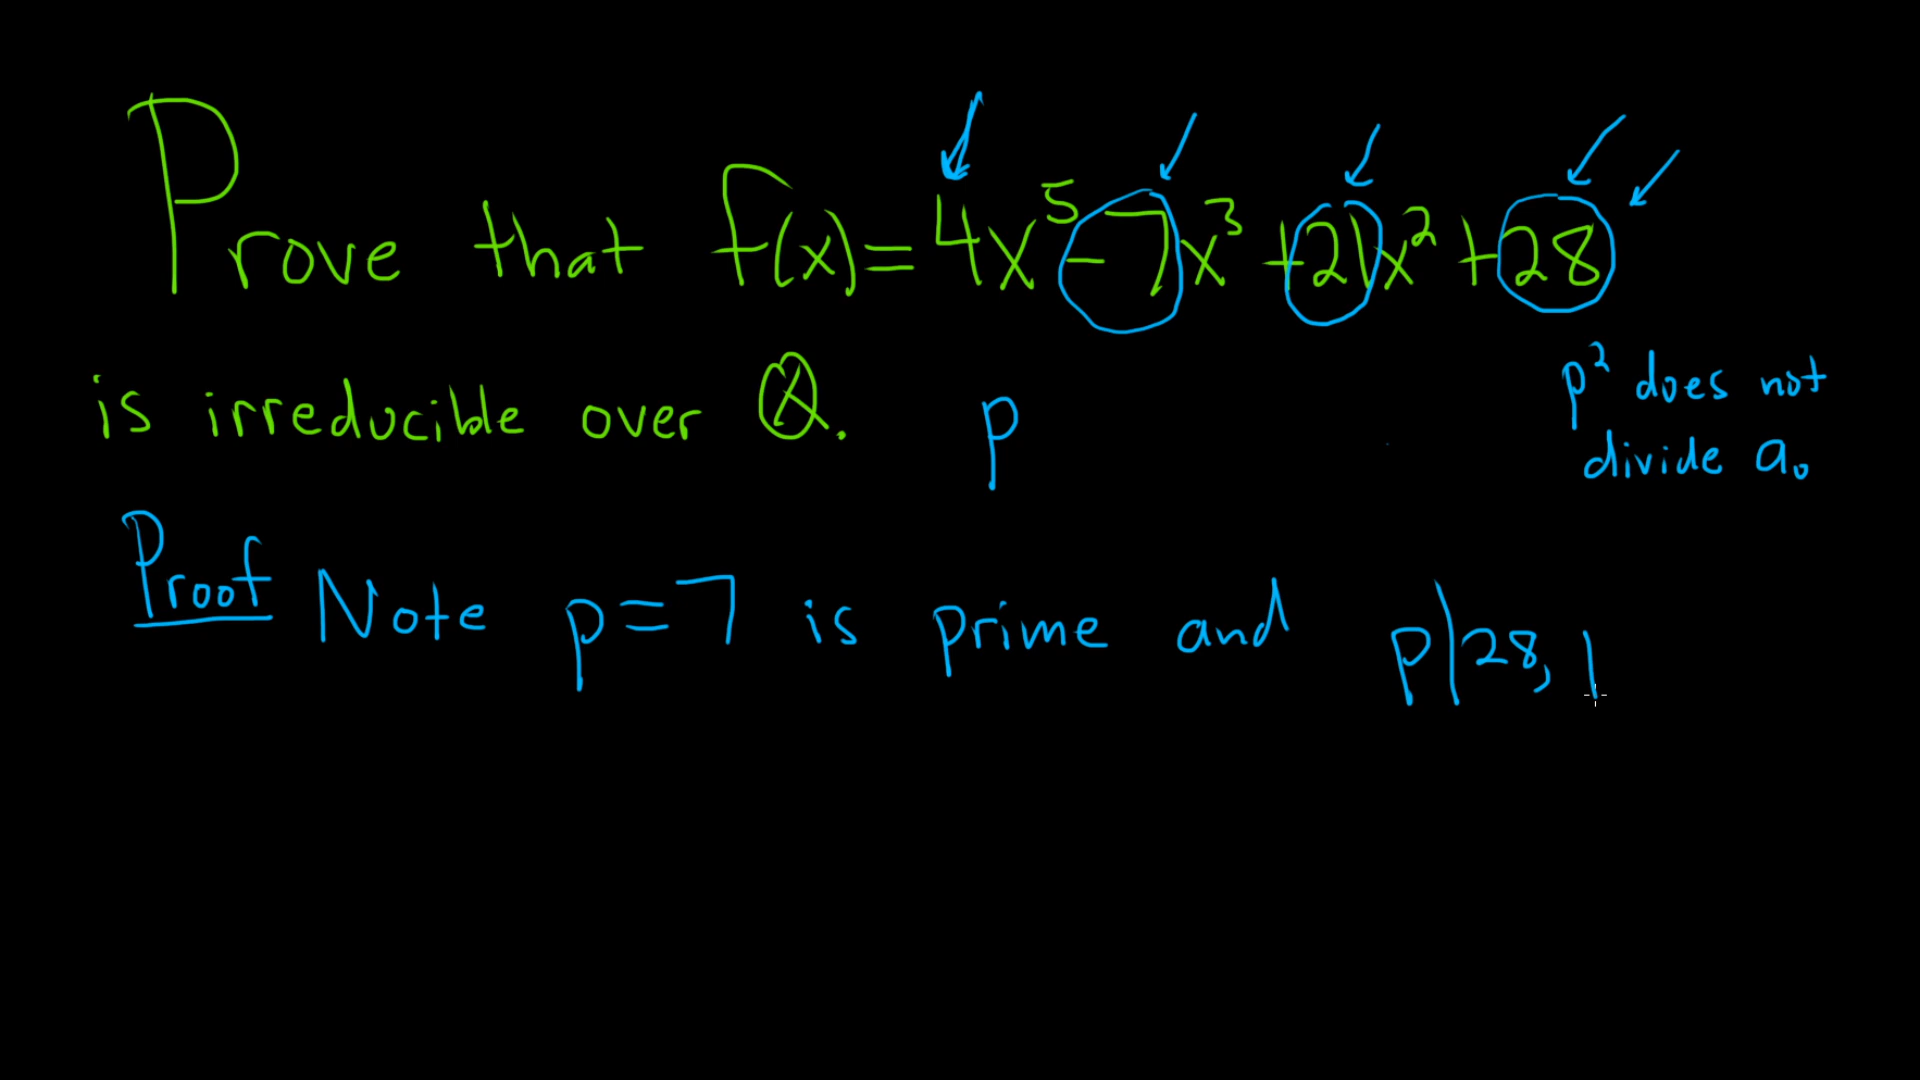 Prove that f(x)=4x⁵-7x³+21x²+28
is irreducible over ℚ.
p
p² does not
divide a₀
Proof Note p=7 is prime and p|28,